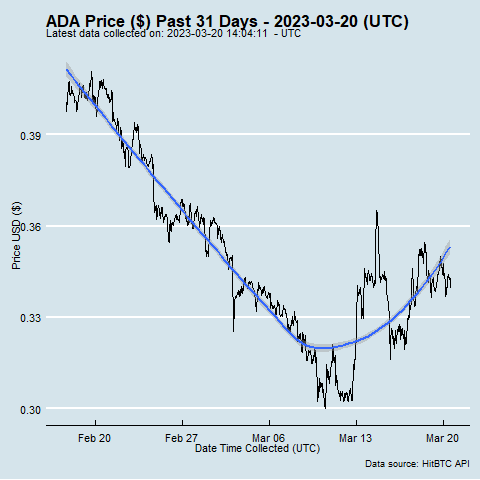 ADA Price ($) Past 31 Days - 2023-03-20 (UTC)
Latest data collected on: 2023-03-20 14:04:11  - UTC
Price USD ($)
0.39
0.36
0.33
0.30
Feb 20 Feb 27 Mar 06 Mar 13 Mar 20
Date Time Collected (UTC)
Data source: HitBTC API